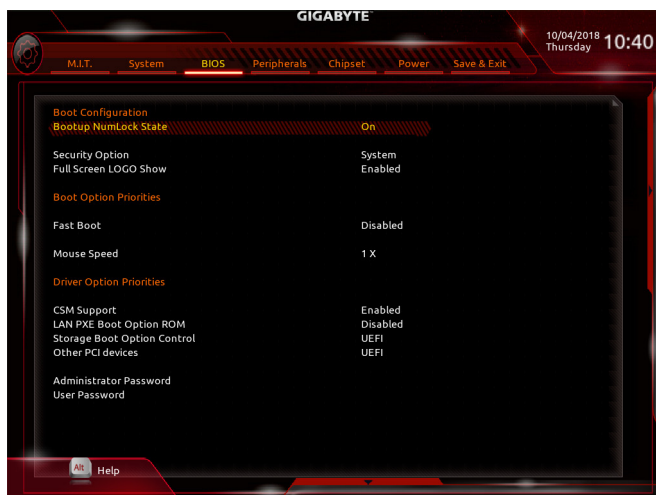 GIGABYTE™
10/04/2018 Thursday 10:40
M.I.T. System BIOS Peripherals Chipset Power Save & Exit
Boot Configuration
Bootup NumLock State On
Security Option System
Full Screen LOGO Show Enabled
Boot Option Priorities
Fast Boot Disabled
Mouse Speed 1 X
Driver Option Priorities
CSM Support Enabled
LAN PXE Boot Option ROM Disabled
Storage Boot Option Control UEFI
Other PCI devices UEFI
Administrator Password
User Password
Alt Help